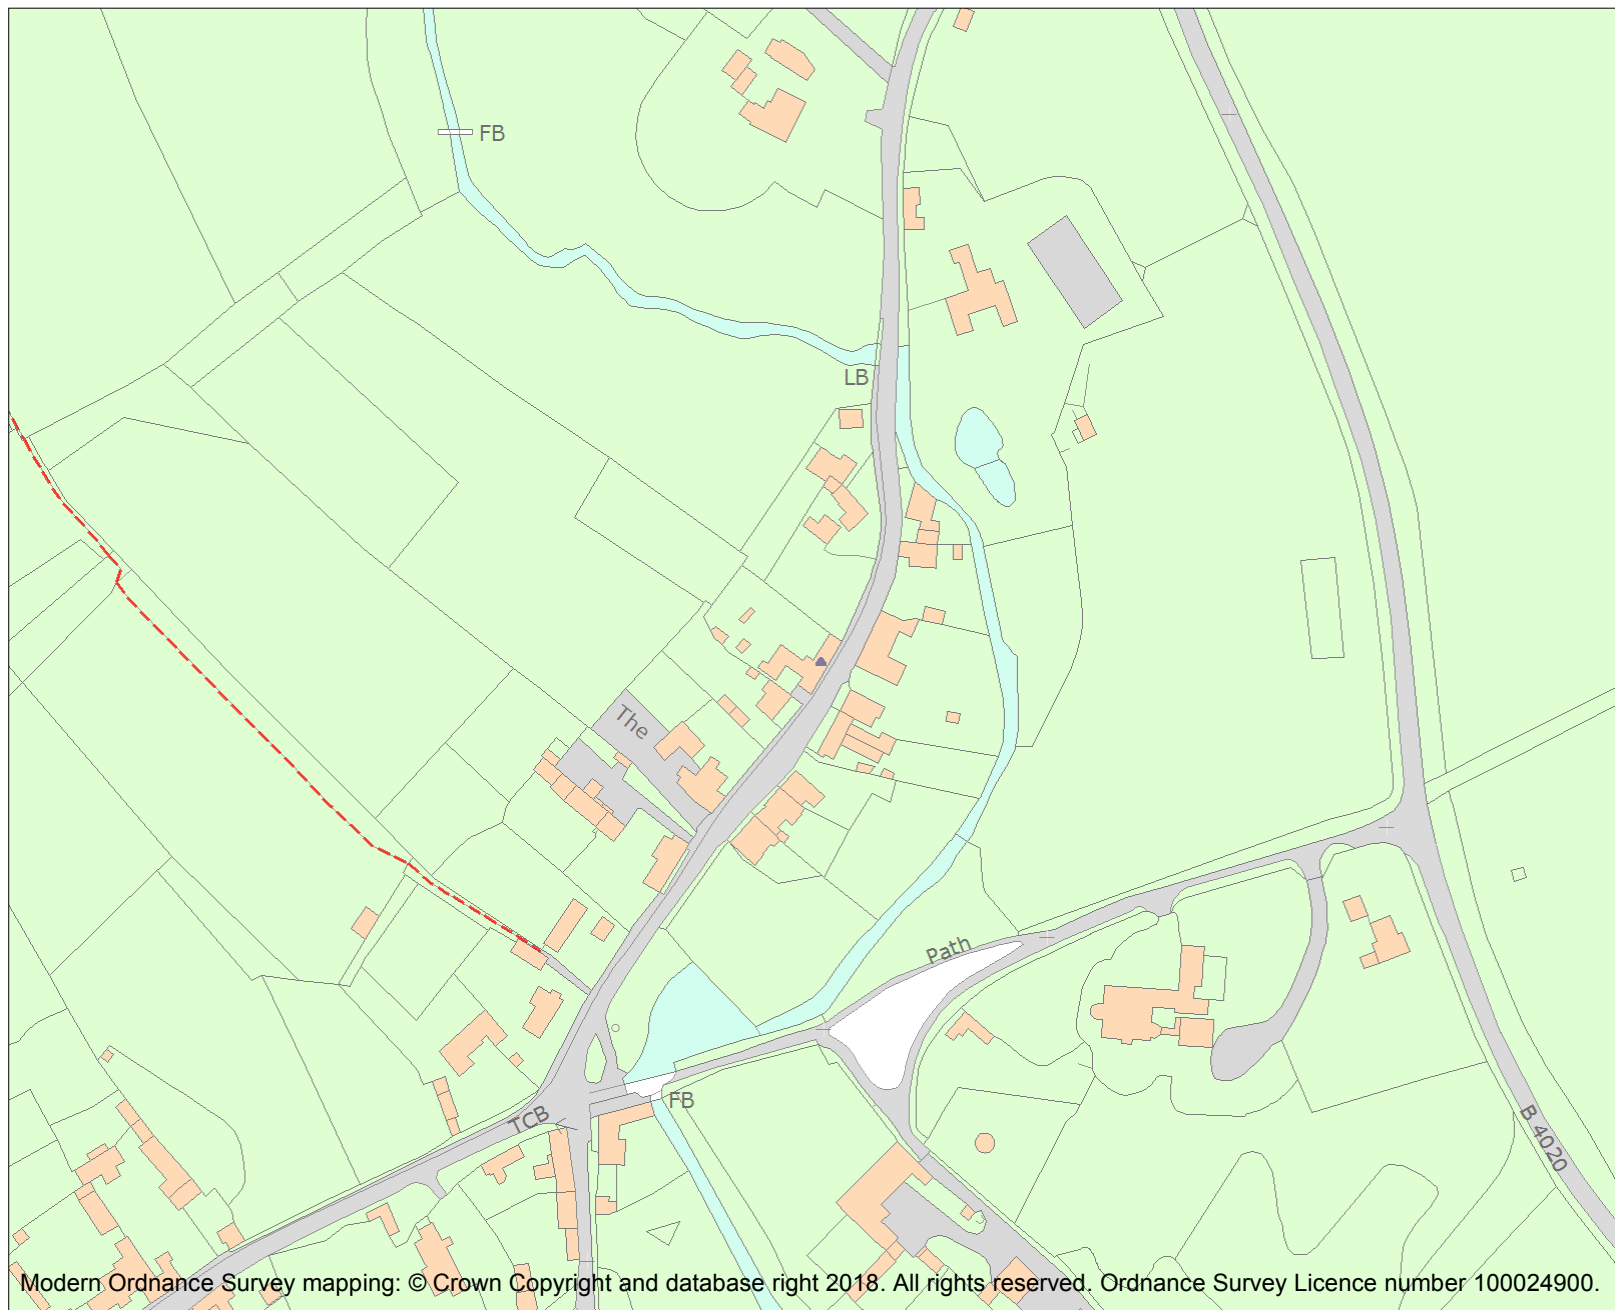 FB
LB
The
Path
FB
TCB
B 4020
Modern Ordnance Survey mapping: © Crown Copyright and database right 2018. All rights reserved. Ordnance Survey Licence number 100024900.